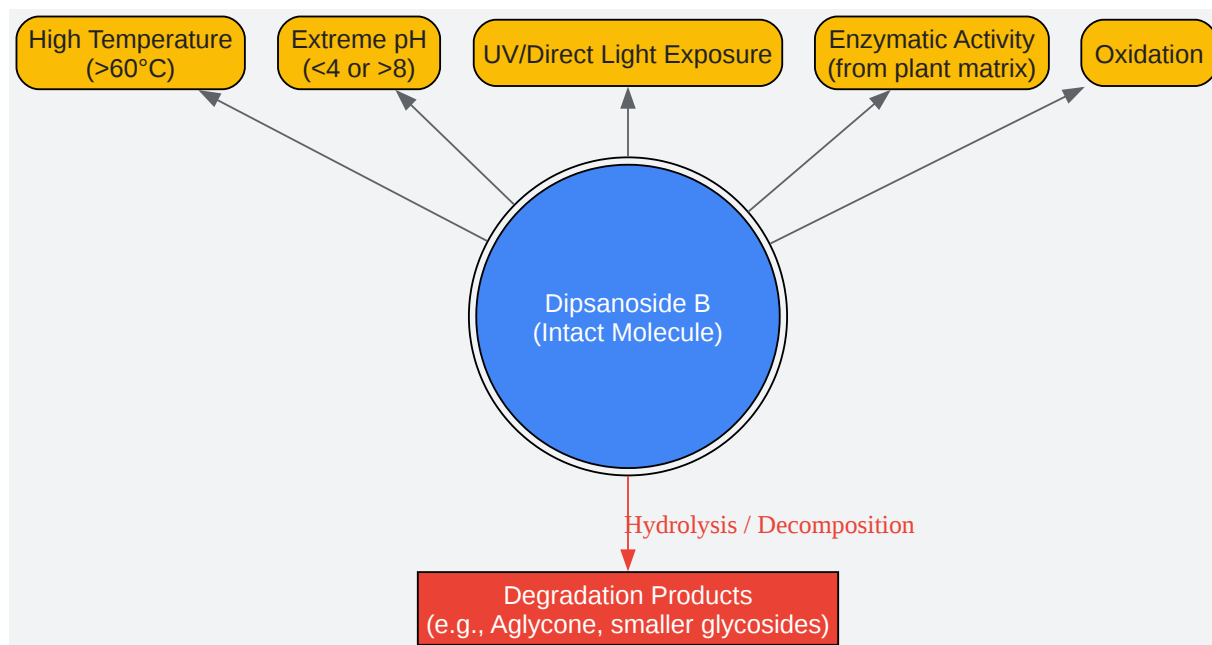 High Temperature
(>60°C)
Extreme pH
(<4 or >8)
UV/Direct Light Exposure
Enzymatic Activity
(from plant matrix)
Oxidation
Dipsanoside B
(Intact Molecule)
Hydrolysis / Decomposition
Degradation Products
(e.g., Aglycone, smaller glycosides)